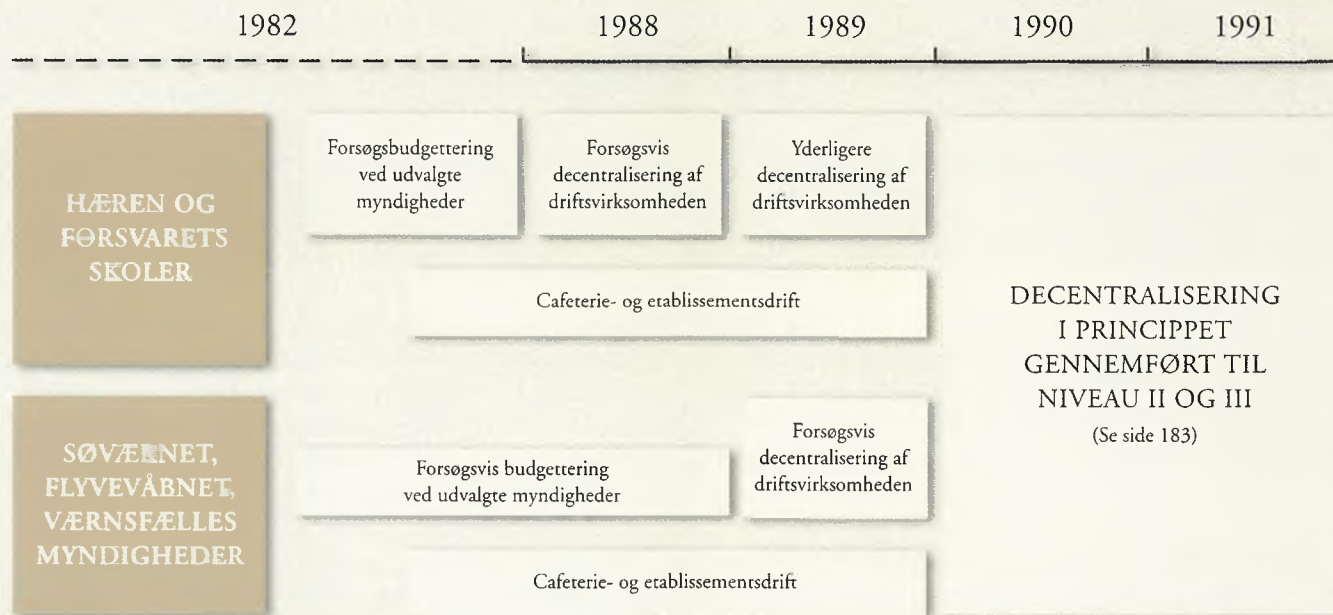 1982
1988
1989
1990
1991
HÆREN OG
FORSVARETS
SKOLER
Forsøgsbudgettering
ved udvalgte
myndigheder
Forsøgsvis
decentralisering af
driftsvirksomheden
Yderligere
decentralisering af
driftsvirksomheden
Cafeterie- og etablissementsdrift
DECENTRALISERING
I PRINCIPPET
GENNEMFØRT TIL
NIVEAU II OG III
(Se side 183)
SØVÆRNET,
FLYVEVÅBNET,
VÆRNSFÆLLES
MYNDIGHEDER
Forsøgsvis budgettering
ved udvalgte myndigheder
Forsøgsvis
decentralisering af
driftsvirksomheden
Cafeterie- og etablissementsdrift